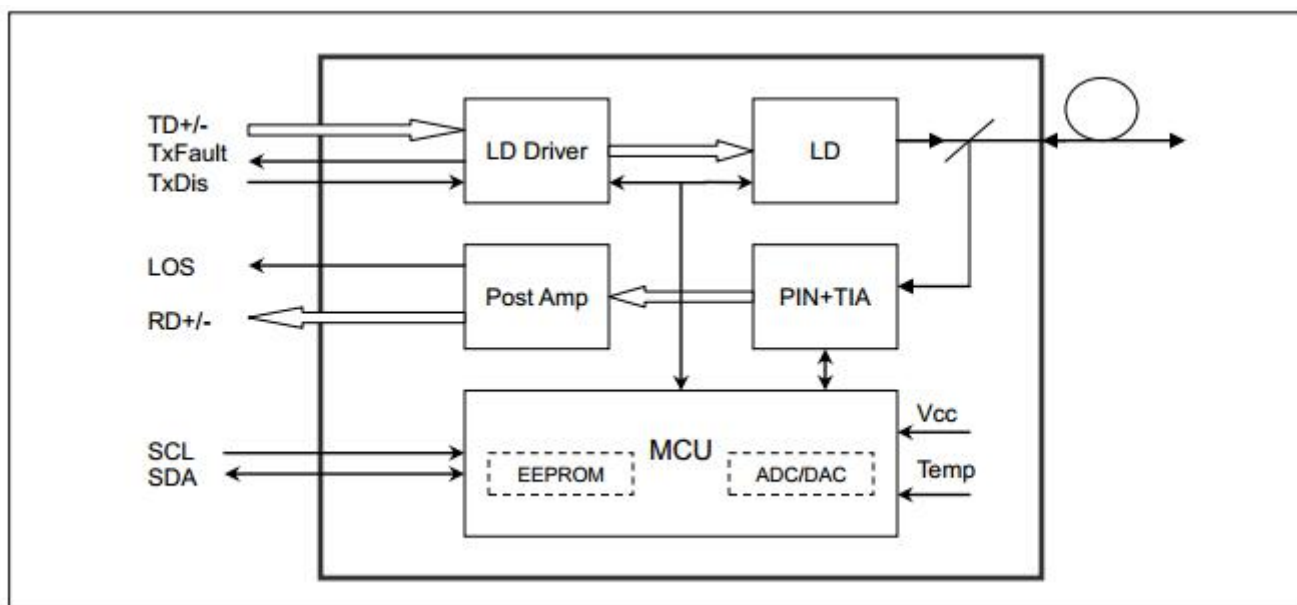 TD+/-
TxFault
TxDis
LD Driver
LD
LOS
RD+/-
Post Amp
PIN+TIA
SCL
SDA
MCU
EEPROM
ADC/DAC
Vcc
Temp